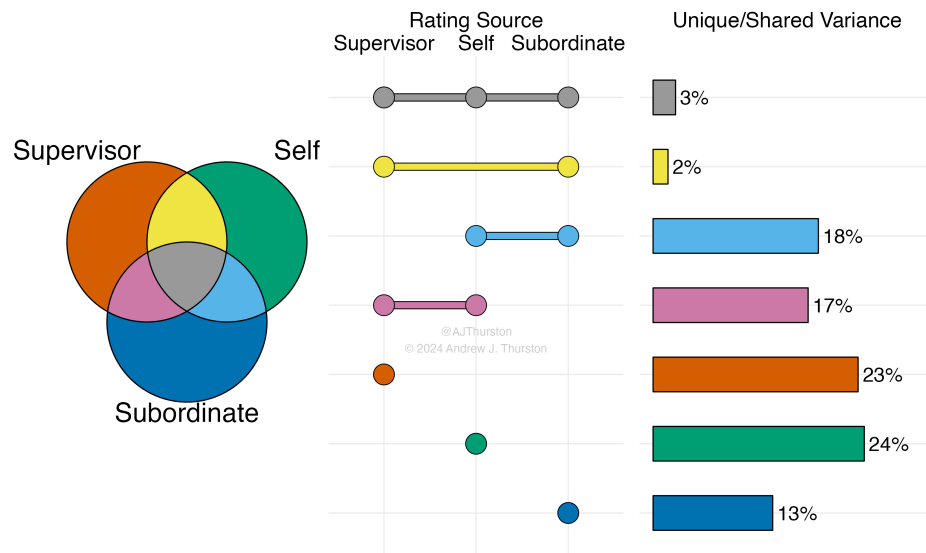 Rating Source
Supervisor Self Subordinate
Unique/Shared Variance
Supervisor
Self
Subordinate
3%
2%
18%
17%
@AJThurston
© 2024 Andrew J. Thurston
23%
24%
13%